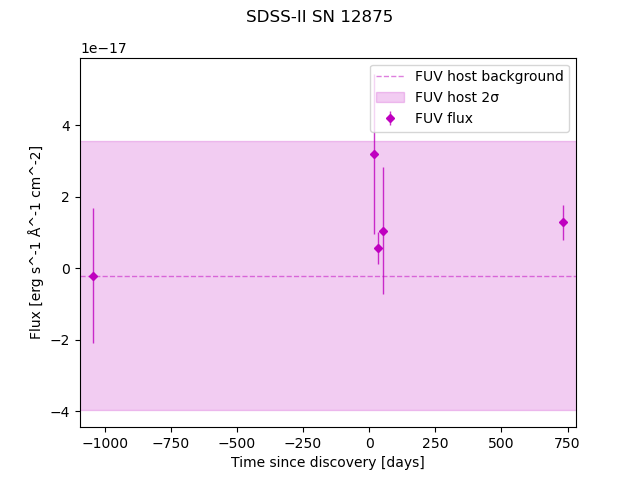 SDSS-II SN 12875
1e−17
FUV host background
FUV host 2σ
FUV flux
4
2
0
−2
−4
Flux [erg s^-1 Å^-1 cm^-2]
−1000 −750 −500 −250 0 250 500 750
Time since discovery [days]